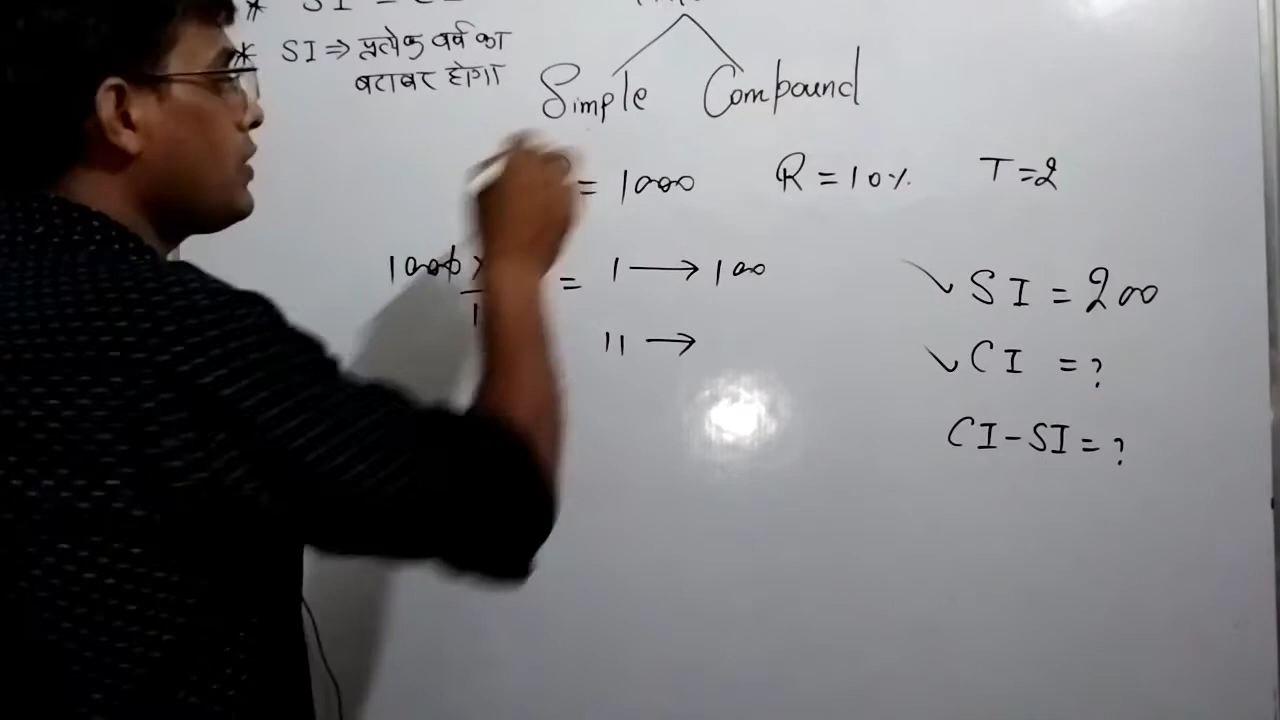 * SI ⇒ प्रत्येक वर्ष का
बराबर होगा
Simple Compound
= 1000 R = 10% T=2
1000 × = 1 → 100
11 →
SI = 200
CI = ?
CI-SI = ?